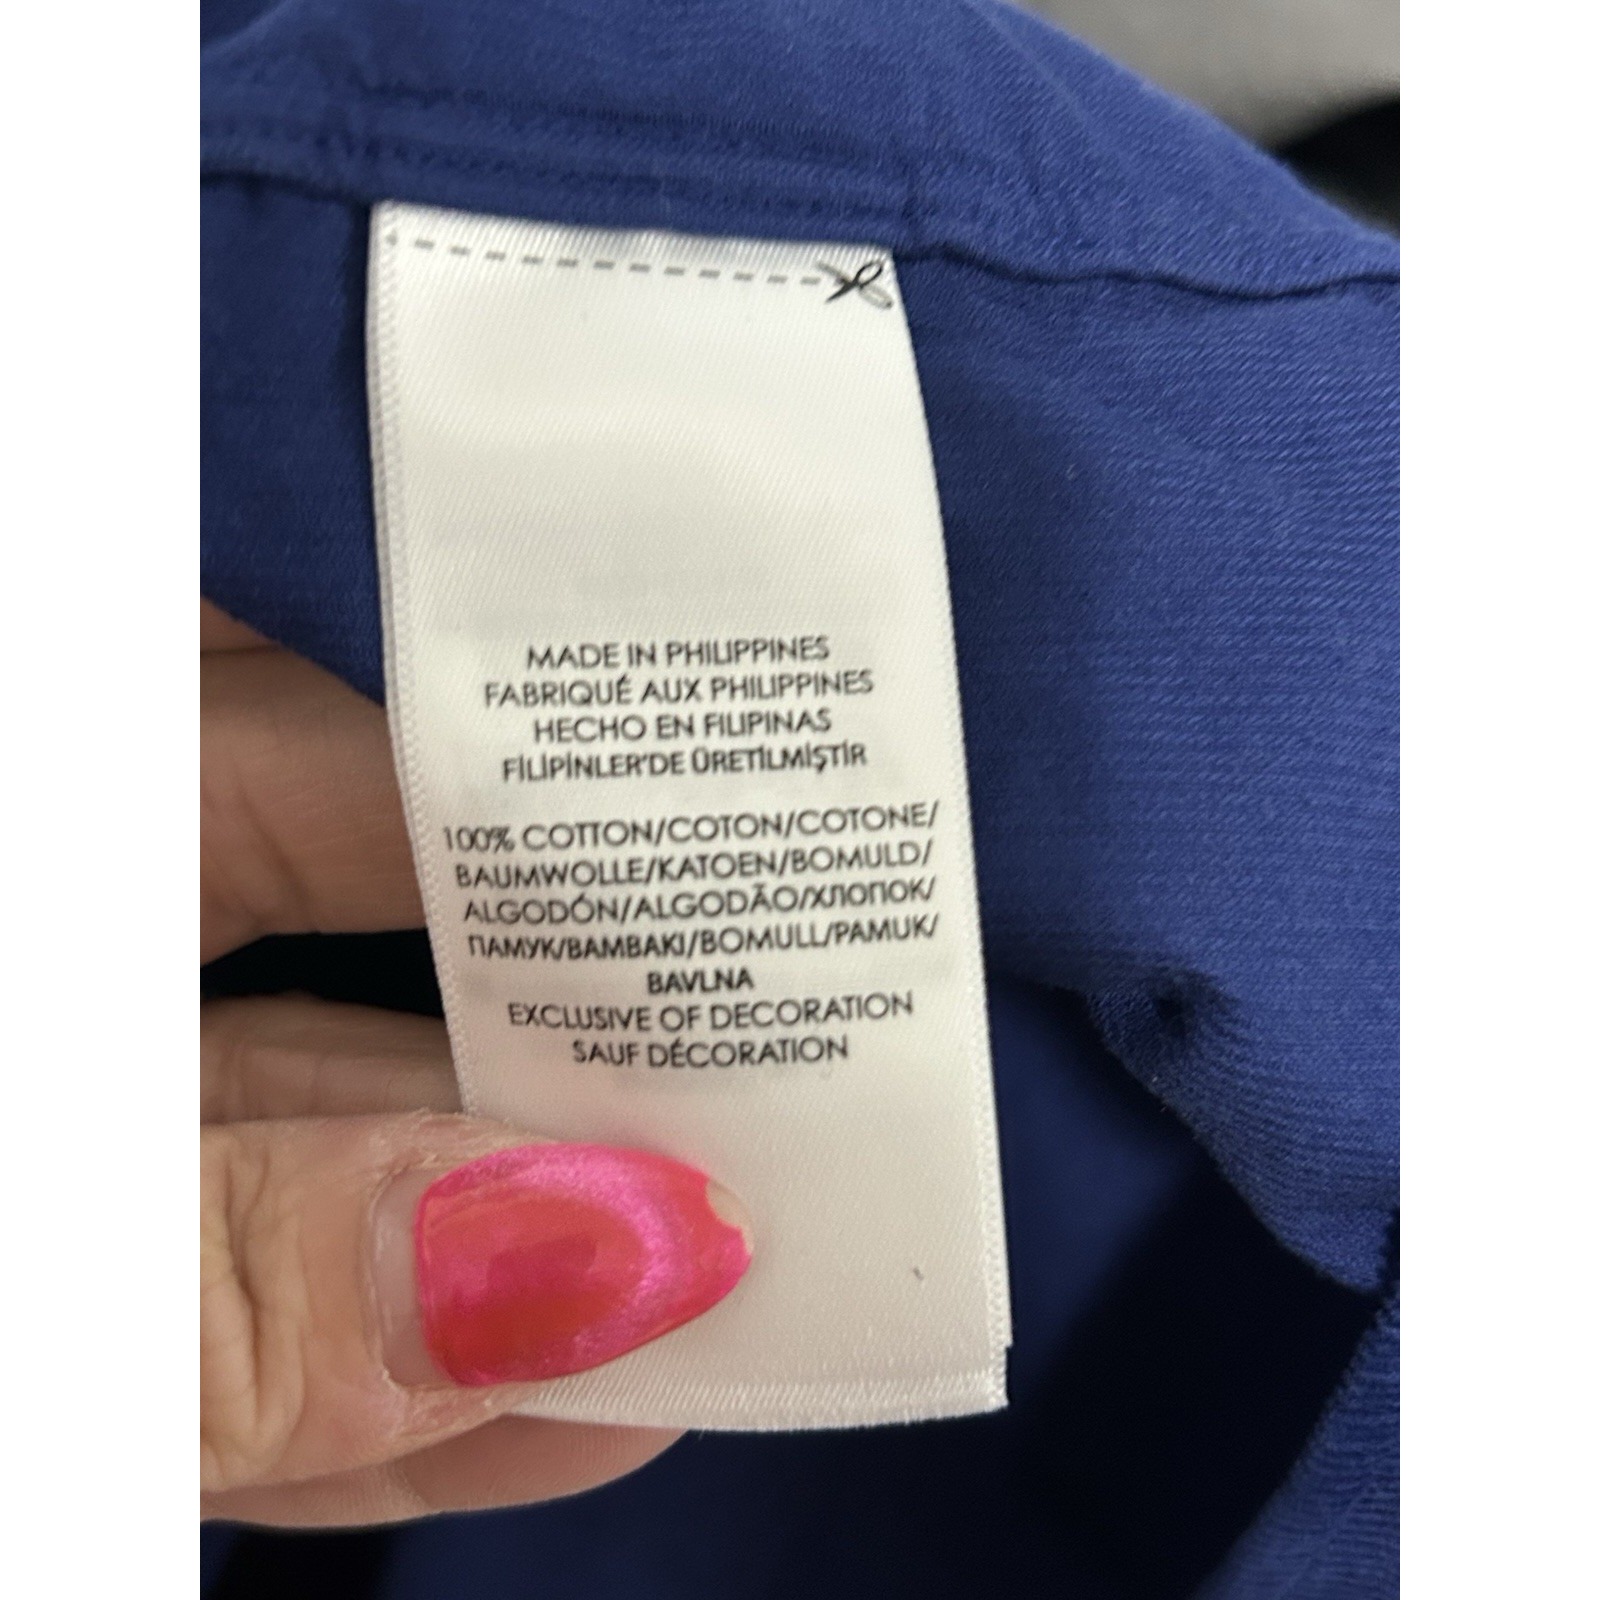 MADE IN PHILIPPINES
FABRIQUÉ AUX PHILIPPINES
HECHO EN FILIPINAS
FİLİPİNLER'DE ÜRETİLMİŞTİR
100% COTTON/COTON/COTONE/
BAUMWOLLE/KATOEN/BOMULD/
ALGODÓN/ALGODÃO/ХЛОПОК/
ПАМУК/BAMBAKI/BOMULL/PAMUK/
BAVLNA
EXCLUSIVE OF DECORATION
SAUF DÉCORATION